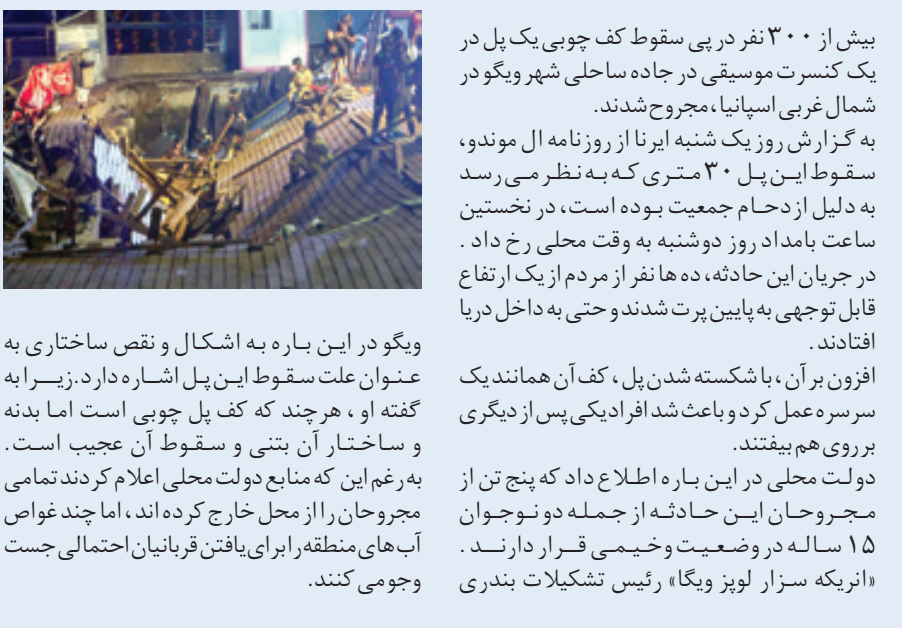 بیش از ۳۰۰ نفر در پی سقوط کف چوبی یک پل در
یک کنسرت موسیقی در جاده ساحلی شهر ویگو در
شمال غربی اسپانیا، مجروح شدند.
به گزارش روز یک شنبه ایرنا از روزنامه ال موندو،
سقوط این پل ۳۰ متری که به نظر می رسد
به دلیل ازدحام جمعیت بوده است، در نخستین
ساعت بامداد روز دوشنبه به وقت محلی رخ داد .
در جریان این حادثه، ده ها نفر از مردم از یک ارتفاع
قابل توجهی به پایین پرت شدند و حتی به داخل دریا
افتادند .
افزون بر آن ، با شکسته شدن پل ، کف آن همانند یک
سرسره عمل کرد و باعث شد افراد یکی پس از دیگری
بر روی هم بیفتند.
دولت محلی در این باره اطلاع داد که پنج تن از
مجروحان این حادثه از جمله دو نوجوان
۱۵ ساله در وضعیت وخیمی قرار دارند .
«انریکه سزار لوپز ویگا» رئیس تشکیلات بندری
ویگو در این باره به اشکال و نقص ساختاری به
عنوان علت سقوط این پل اشاره دارد.زیرا به
گفته او ، هرچند که کف پل چوبی است اما بدنه
و ساختار آن بتنی و سقوط آن عجیب است.
به رغم این که منابع دولت محلی اعلام کردند تمامی
مجروحان را از محل خارج کرده اند ، اما چند غواص
آب های منطقه را برای یافتن قربانیان احتمالی جست
وجو می کنند.